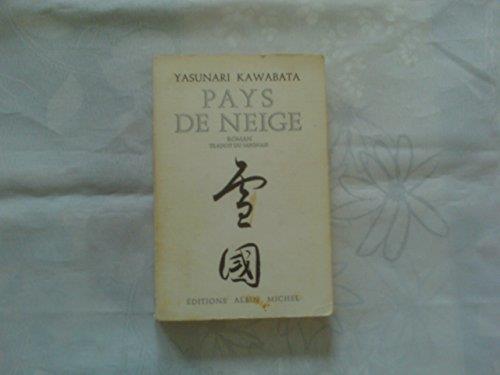 YASUNARI KAWABATA
PAYS
DE NEIGE
ROMAN
TRADUIT DU JAPONAIS
雪
國
EDITIONS ALBIN MICHEL